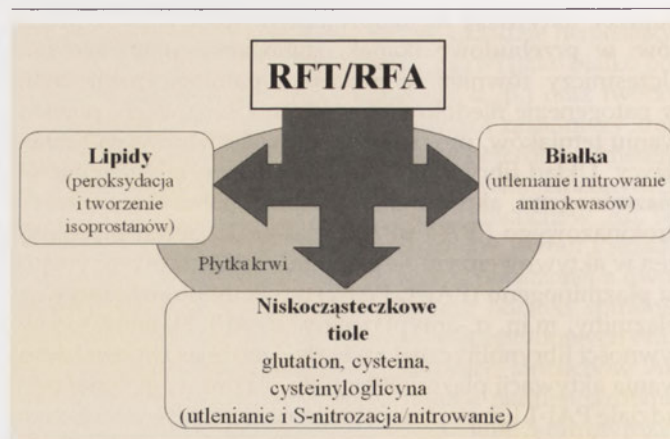 RFT/RFA
Lipidy
(peroksydacja
i tworzenie
isoprostanów)
Białka
(utlenianie i nitrowanie
aminokwasów)
Płytka krwi
Niskocząsteczkowe
tiole
glutation, cysteina,
cysteinyloglicyna
(utlenianie i S-nitrozacja/nitrowanie)